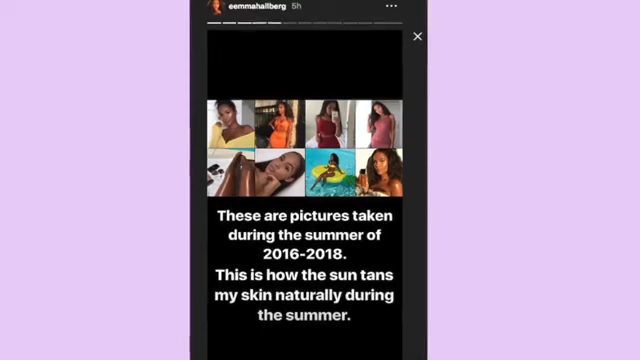 eemmahallberg 5h
These are pictures taken
during the summer of
2016-2018.
This is how the sun tans
my skin naturally during
the summer.